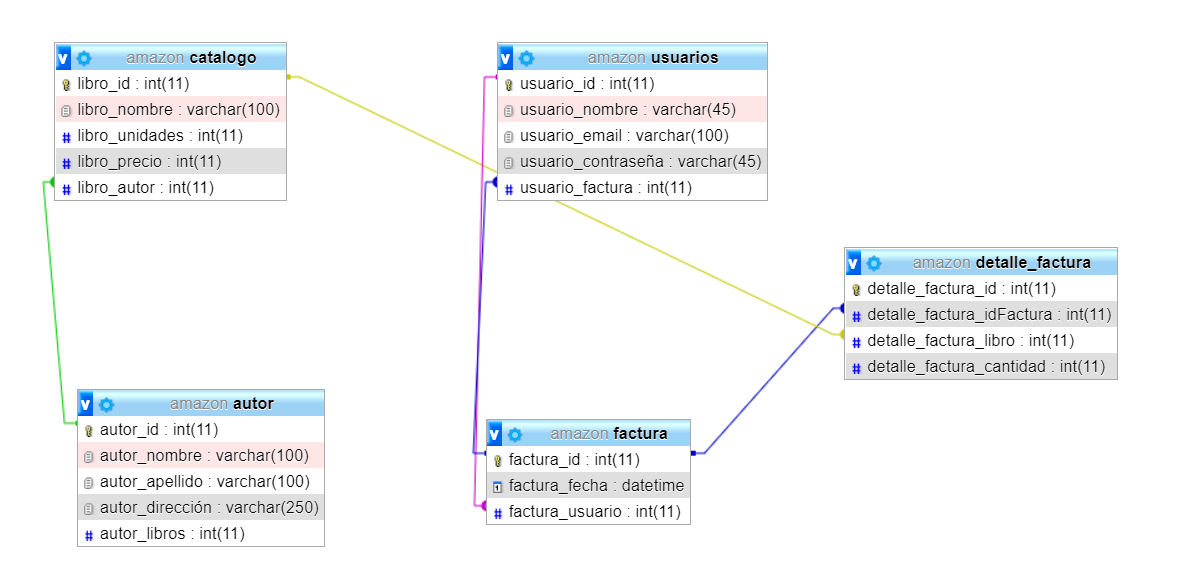 v amazon catalogo
libro_id : int(11)
libro_nombre : varchar(100)
# libro_unidades : int(11)
# libro_precio : int(11)
# libro_autor : int(11)
v amazon usuarios
usuario_id : int(11)
usuario_nombre : varchar(45)
usuario_email : varchar(100)
usuario_contraseña : varchar(45)
# usuario_factura : int(11)
v amazon detalle_factura
detalle_factura_id : int(11)
# detalle_factura_idFactura : int(11)
# detalle_factura_libro : int(11)
# detalle_factura_cantidad : int(11)
v amazon autor
autor_id : int(11)
autor_nombre : varchar(100)
autor_apellido : varchar(100)
autor_dirección : varchar(250)
# autor_libros : int(11)
v amazon factura
factura_id : int(11)
factura_fecha : datetime
# factura_usuario : int(11)